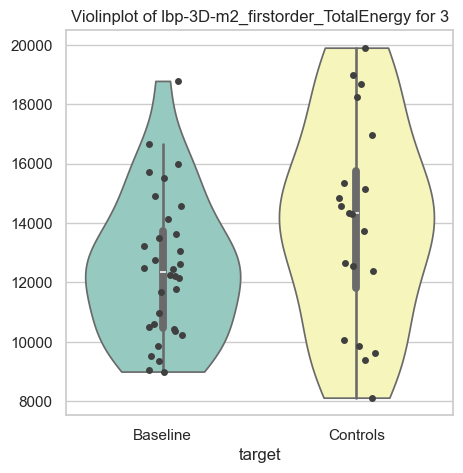 Violinplot of lbp-3D-m2_firstorder_TotalEnergy for 3
20000
18000
16000
14000
12000
10000
8000
Baseline
Controls
target